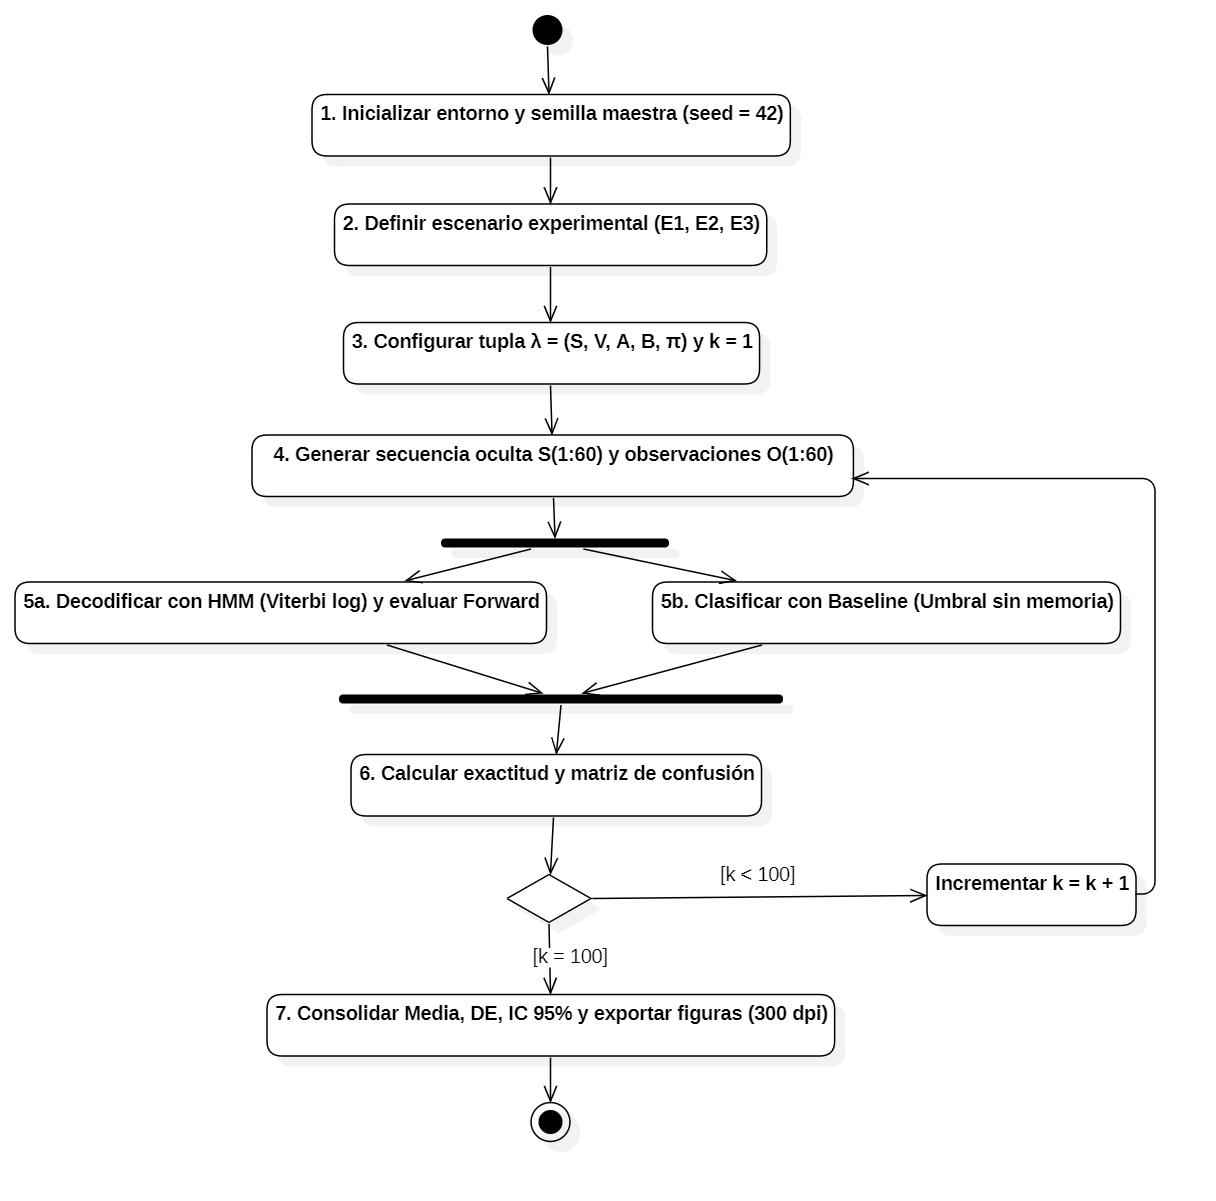 1. Inicializar entorno y semilla maestra (seed = 42)
2. Definir escenario experimental (E1, E2, E3)
3. Configurar tupla λ = (S, V, A, B, π) y k = 1
4. Generar secuencia oculta S(1:60) y observaciones O(1:60)
5a. Decodificar con HMM (Viterbi log) y evaluar Forward
5b. Clasificar con Baseline (Umbral sin memoria)
6. Calcular exactitud y matriz de confusión
[k < 100]
Incrementar k = k + 1
[k = 100]
7. Consolidar Media, DE, IC 95% y exportar figuras (300 dpi)